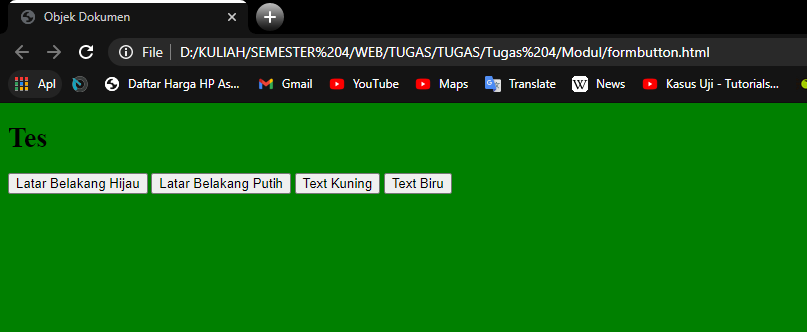 Objek Dokumen
File D:/KULIAH/SEMESTER%204/WEB/TUGAS/TUGAS/Tugas%204/Modul/formbutton.html
Apl Daftar Harga HP As... Gmail YouTube Maps Translate W News Kasus Uji - Tutorials...
Tes
Latar Belakang Hijau Latar Belakang Putih Text Kuning Text Biru